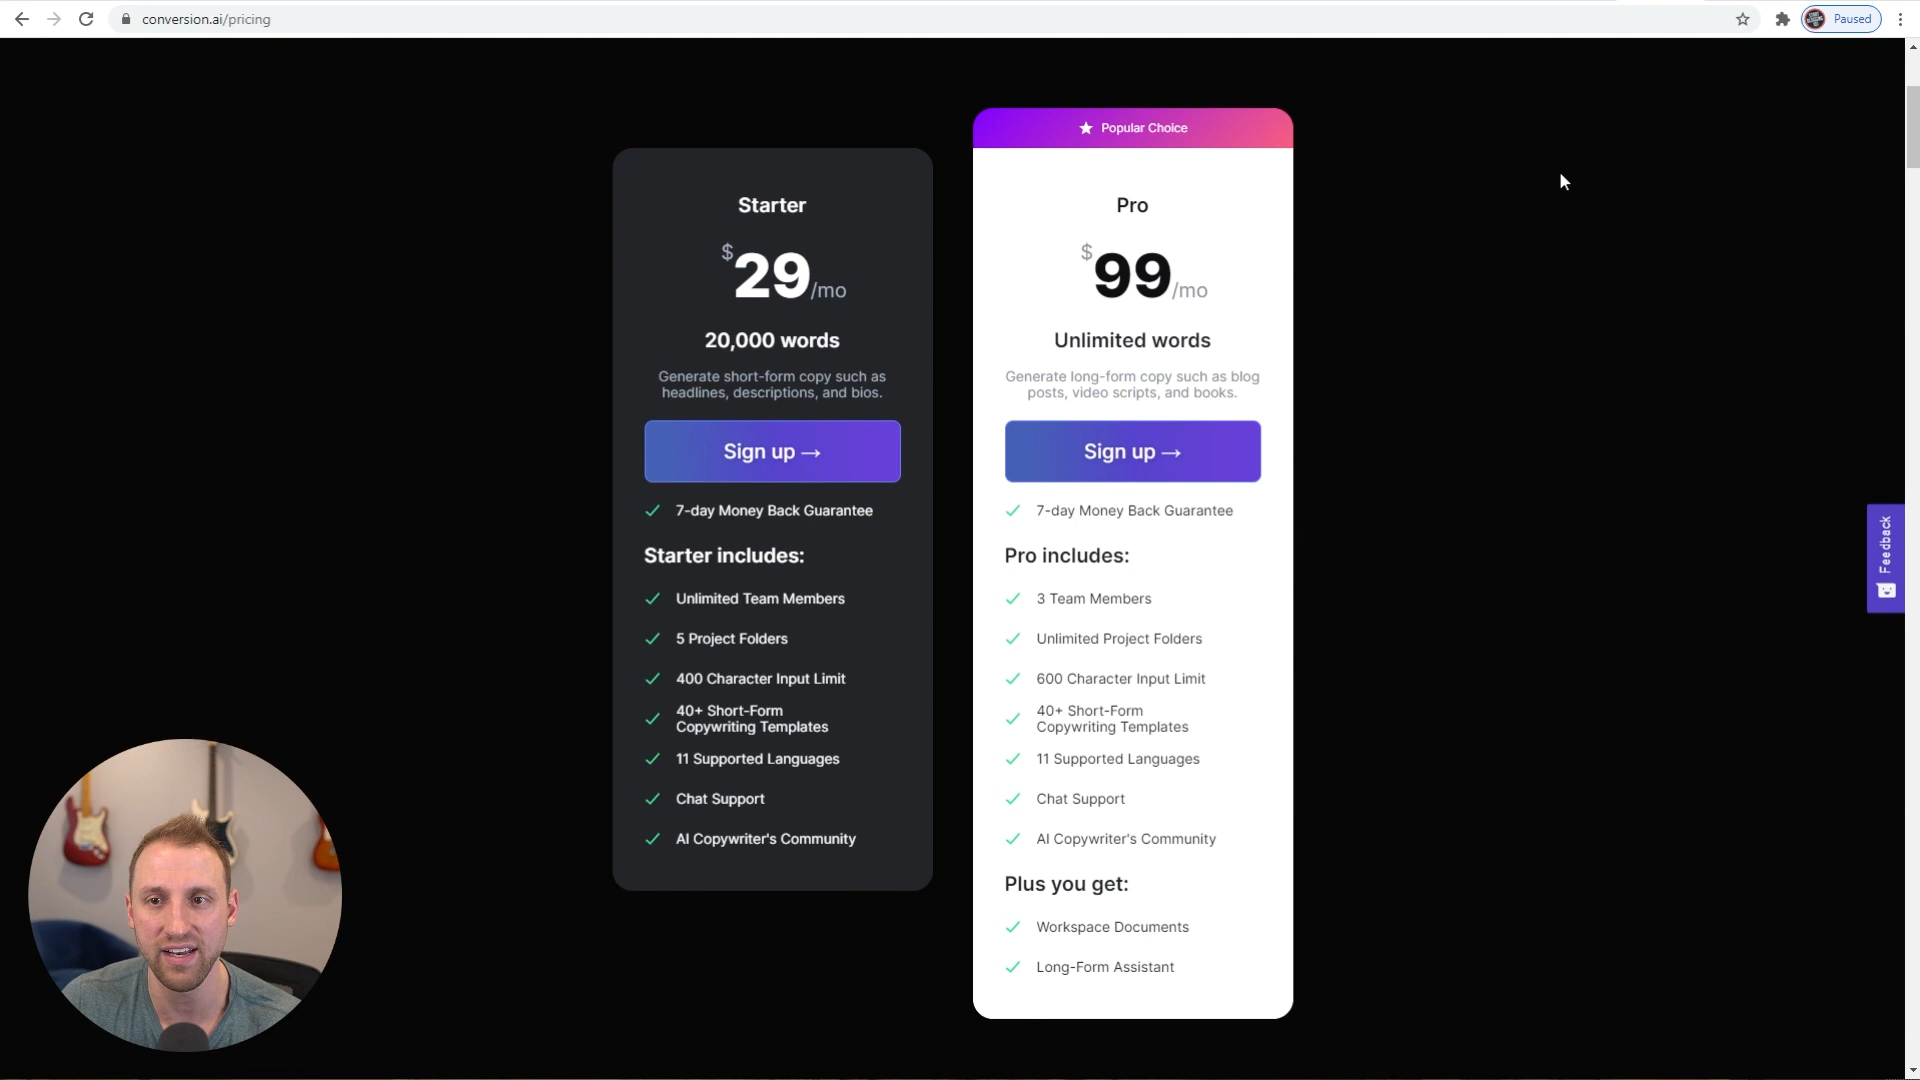 conversion.ai/pricing
Paused
Popular Choice
Starter
$29/mo
20,000 words
Generate short-form copy such as
headlines, descriptions, and bios.
Sign up →
7-day Money Back Guarantee
Starter includes:
Unlimited Team Members
5 Project Folders
400 Character Input Limit
40+ Short-Form
Copywriting Templates
11 Supported Languages
Chat Support
AI Copywriter's Community
Pro
$99/mo
Unlimited words
Generate long-form copy such as blog
posts, video scripts, and books.
Sign up →
7-day Money Back Guarantee
Pro includes:
3 Team Members
Unlimited Project Folders
600 Character Input Limit
40+ Short-Form
Copywriting Templates
11 Supported Languages
Chat Support
AI Copywriter's Community
Plus you get:
Workspace Documents
Long-Form Assistant
Feedback